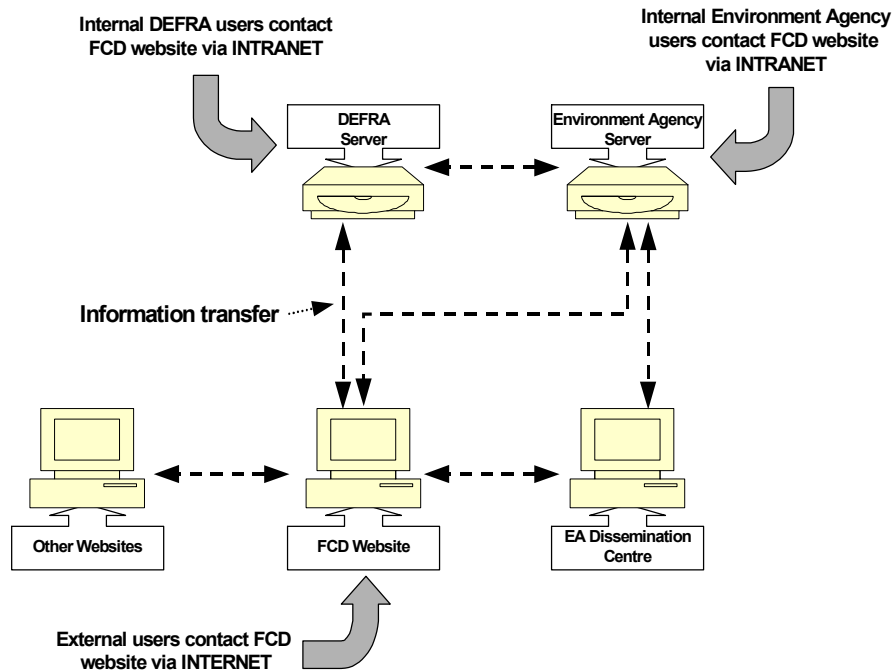 Internal DEFRA users contact
FCD website via INTRANET
Internal Environment Agency
users contact FCD website
via INTRANET
DEFRA
Server
Environment Agency
Server
Information transfer
Other Websites
FCD Website
EA Dissemination
Centre
External users contact FCD
website via INTERNET